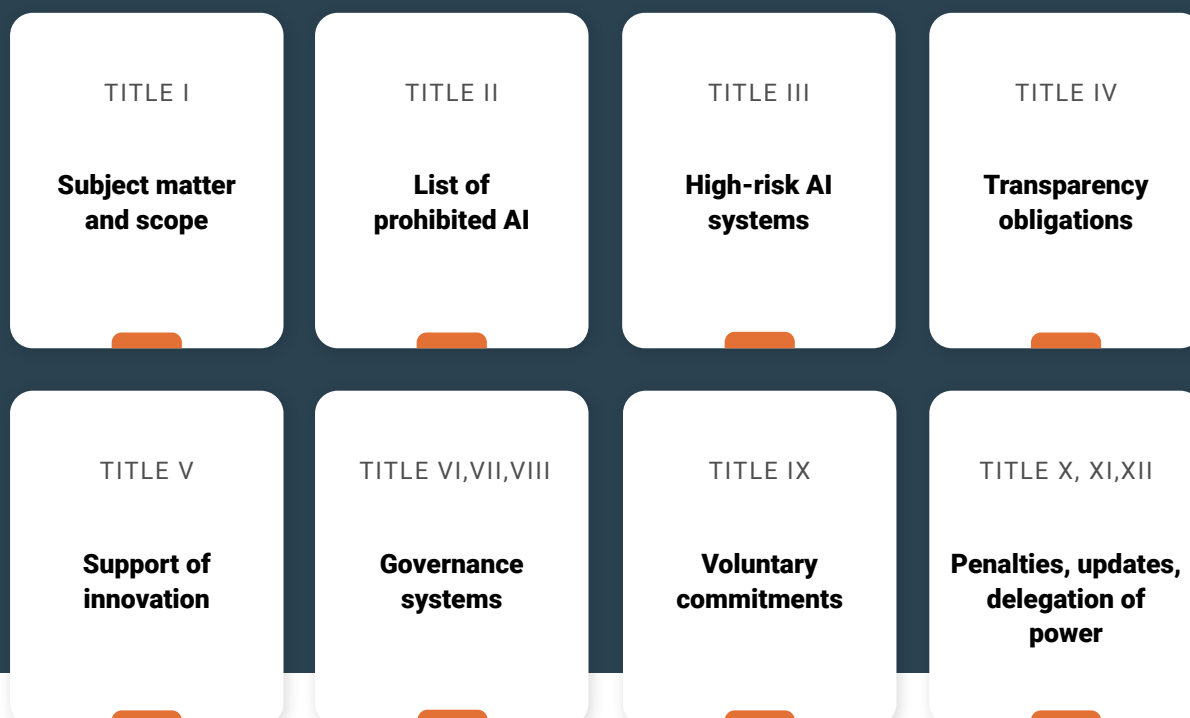 TITLE I
Subject matter
and scope
TITLE II
List of
prohibited AI
TITLE III
High-risk AI
systems
TITLE IV
Transparency
obligations
TITLE V
Support of
innovation
TITLE VI,VII,VIII
Governance
systems
TITLE IX
Voluntary
commitments
TITLE X, XI,XII
Penalties, updates,
delegation of
power